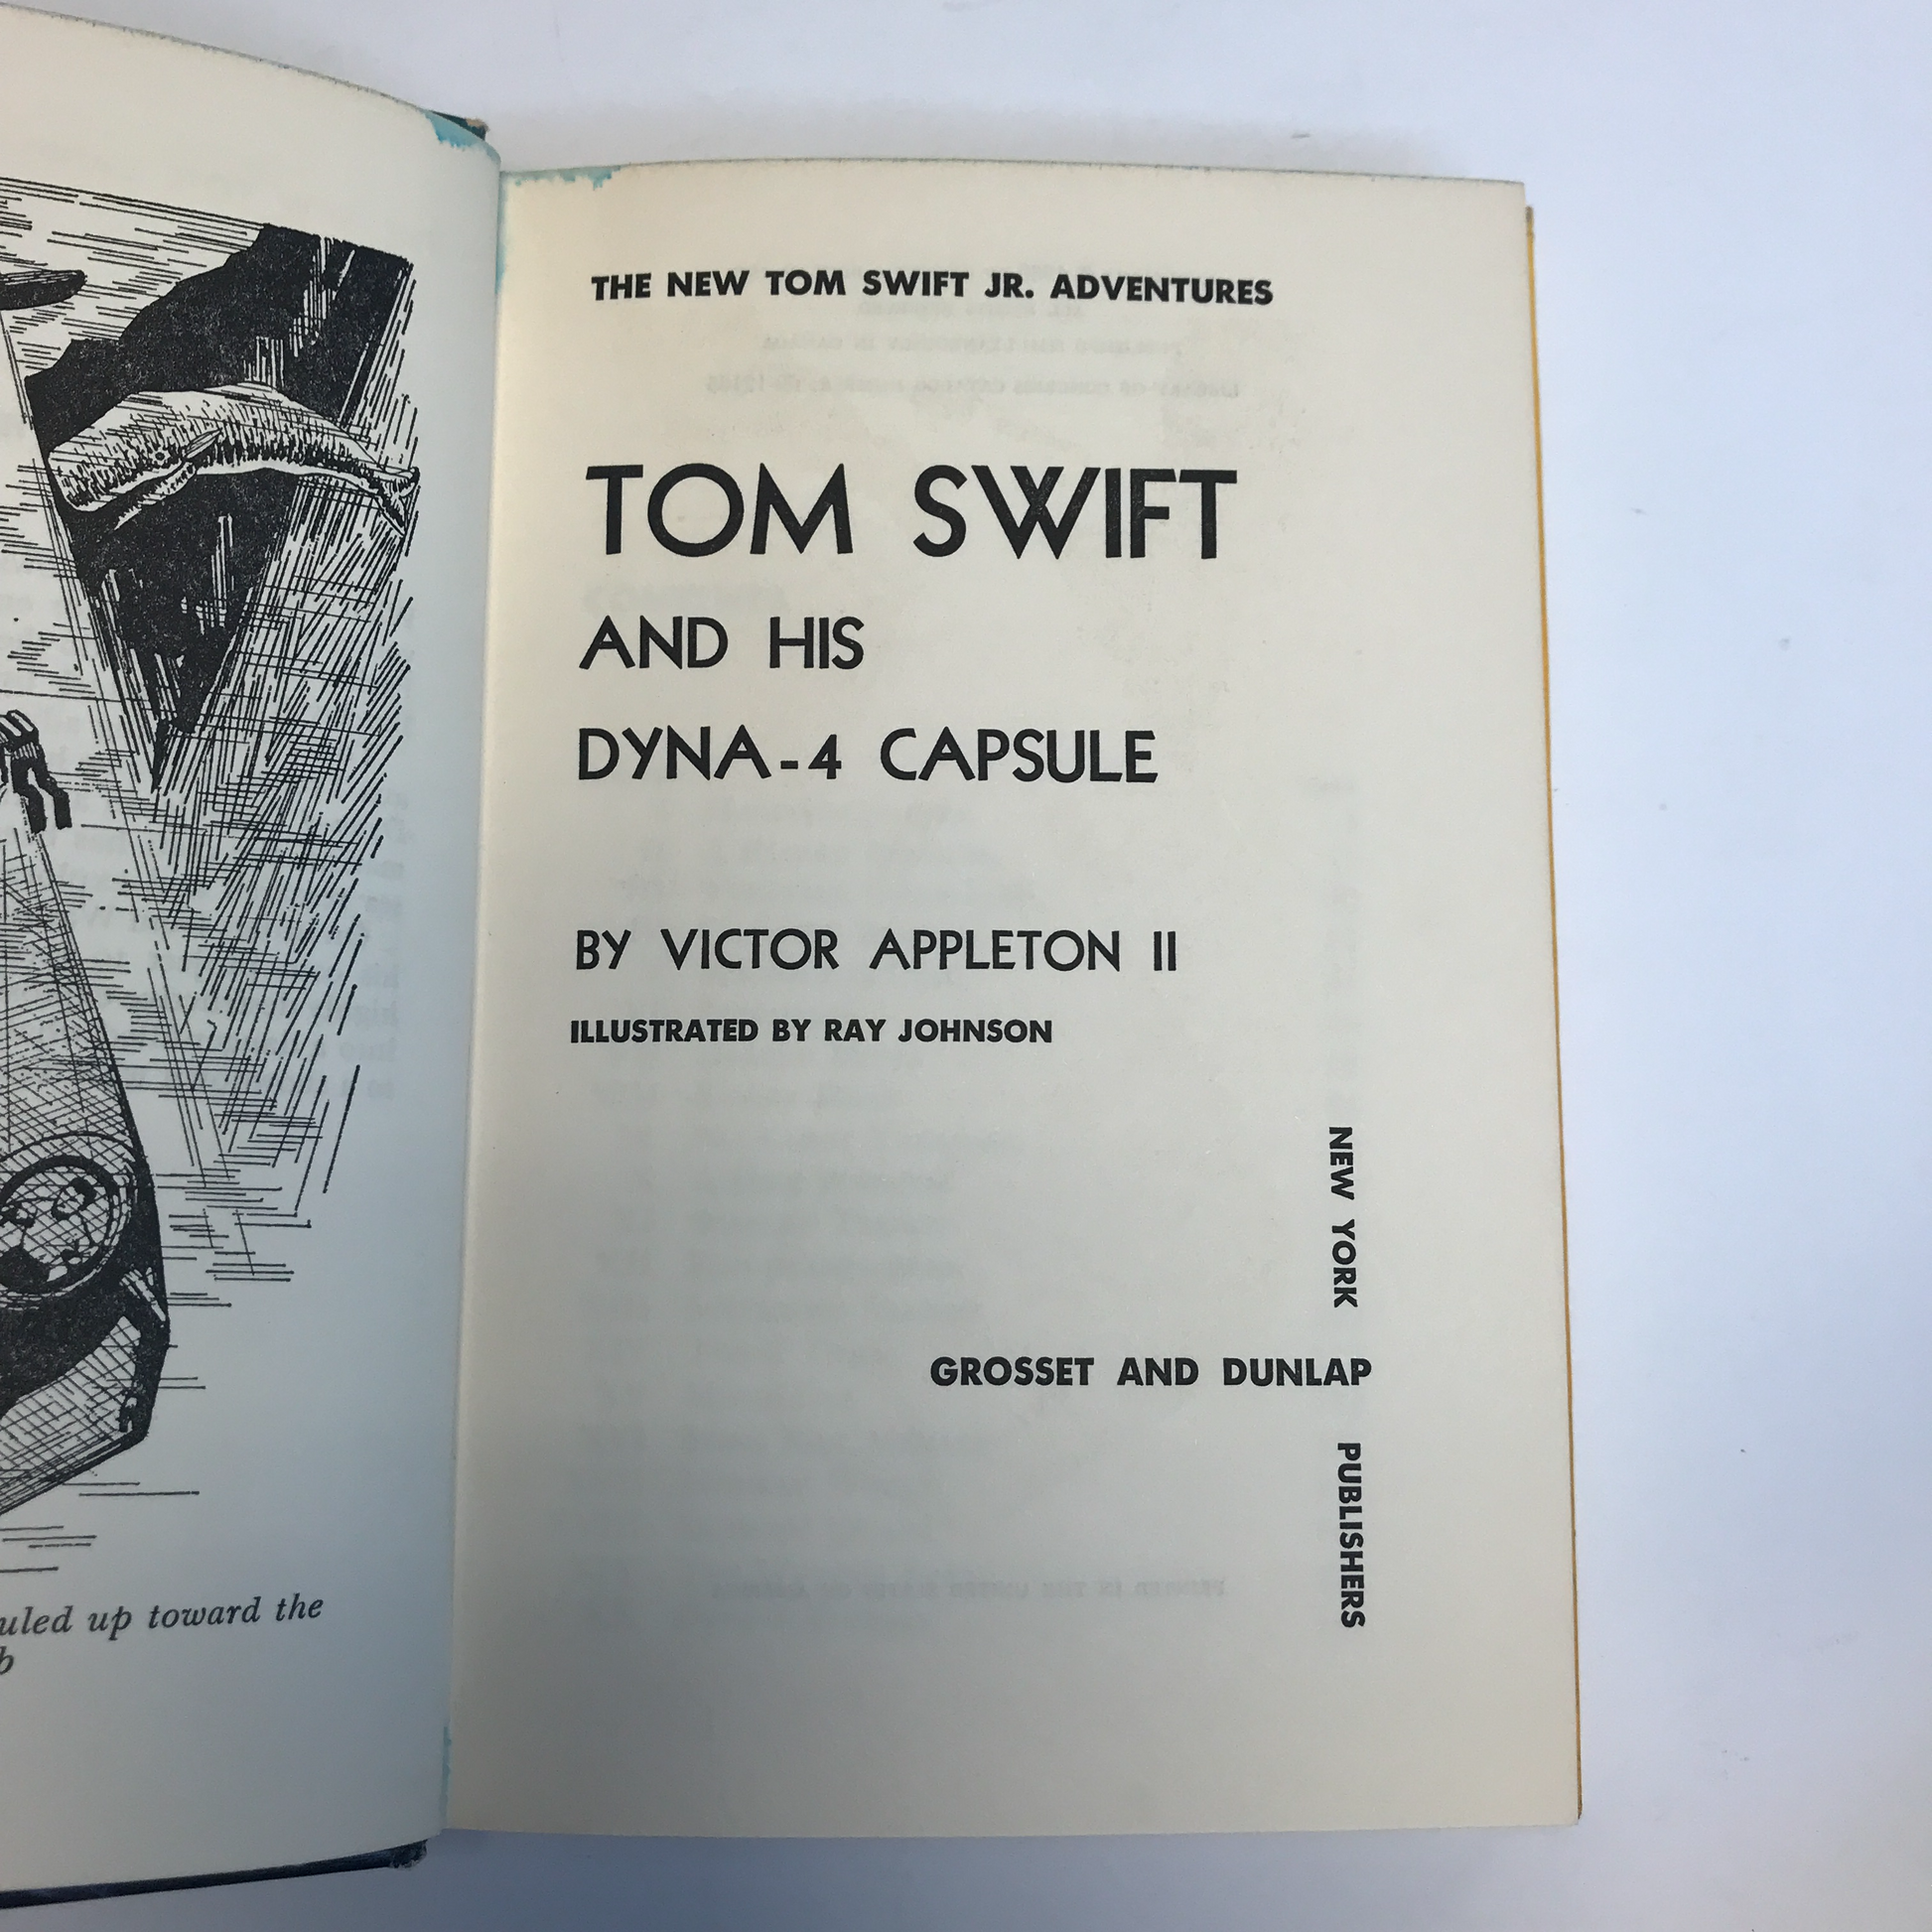 uled up toward the
b
THE NEW TOM SWIFT JR. ADVENTURES
TOM SWIFT
AND HIS
DYNA-4 CAPSULE
BY VICTOR APPLETON II
ILLUSTRATED BY RAY JOHNSON
NEW YORK
GROSSET AND DUNLAP
PUBLISHERS